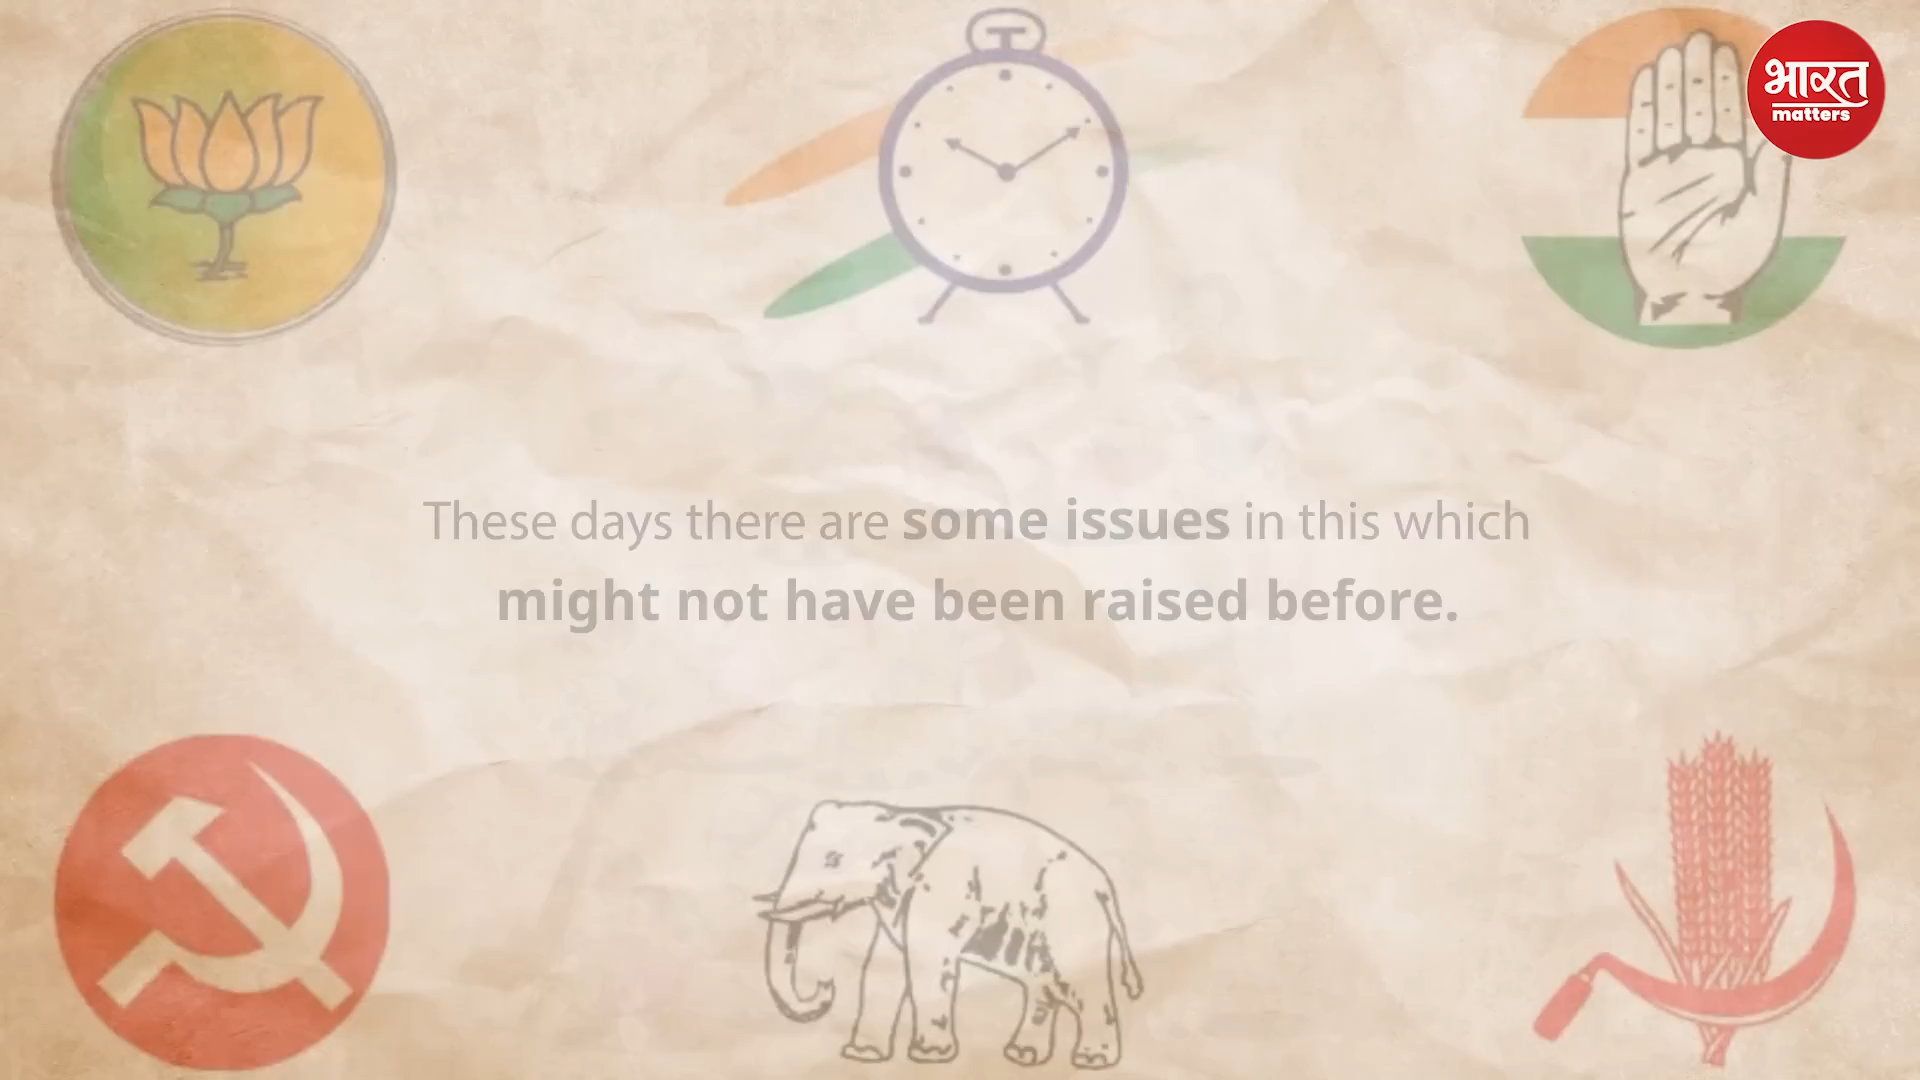 भारत
matters
These days there are some issues in this which
might not have been raised before.